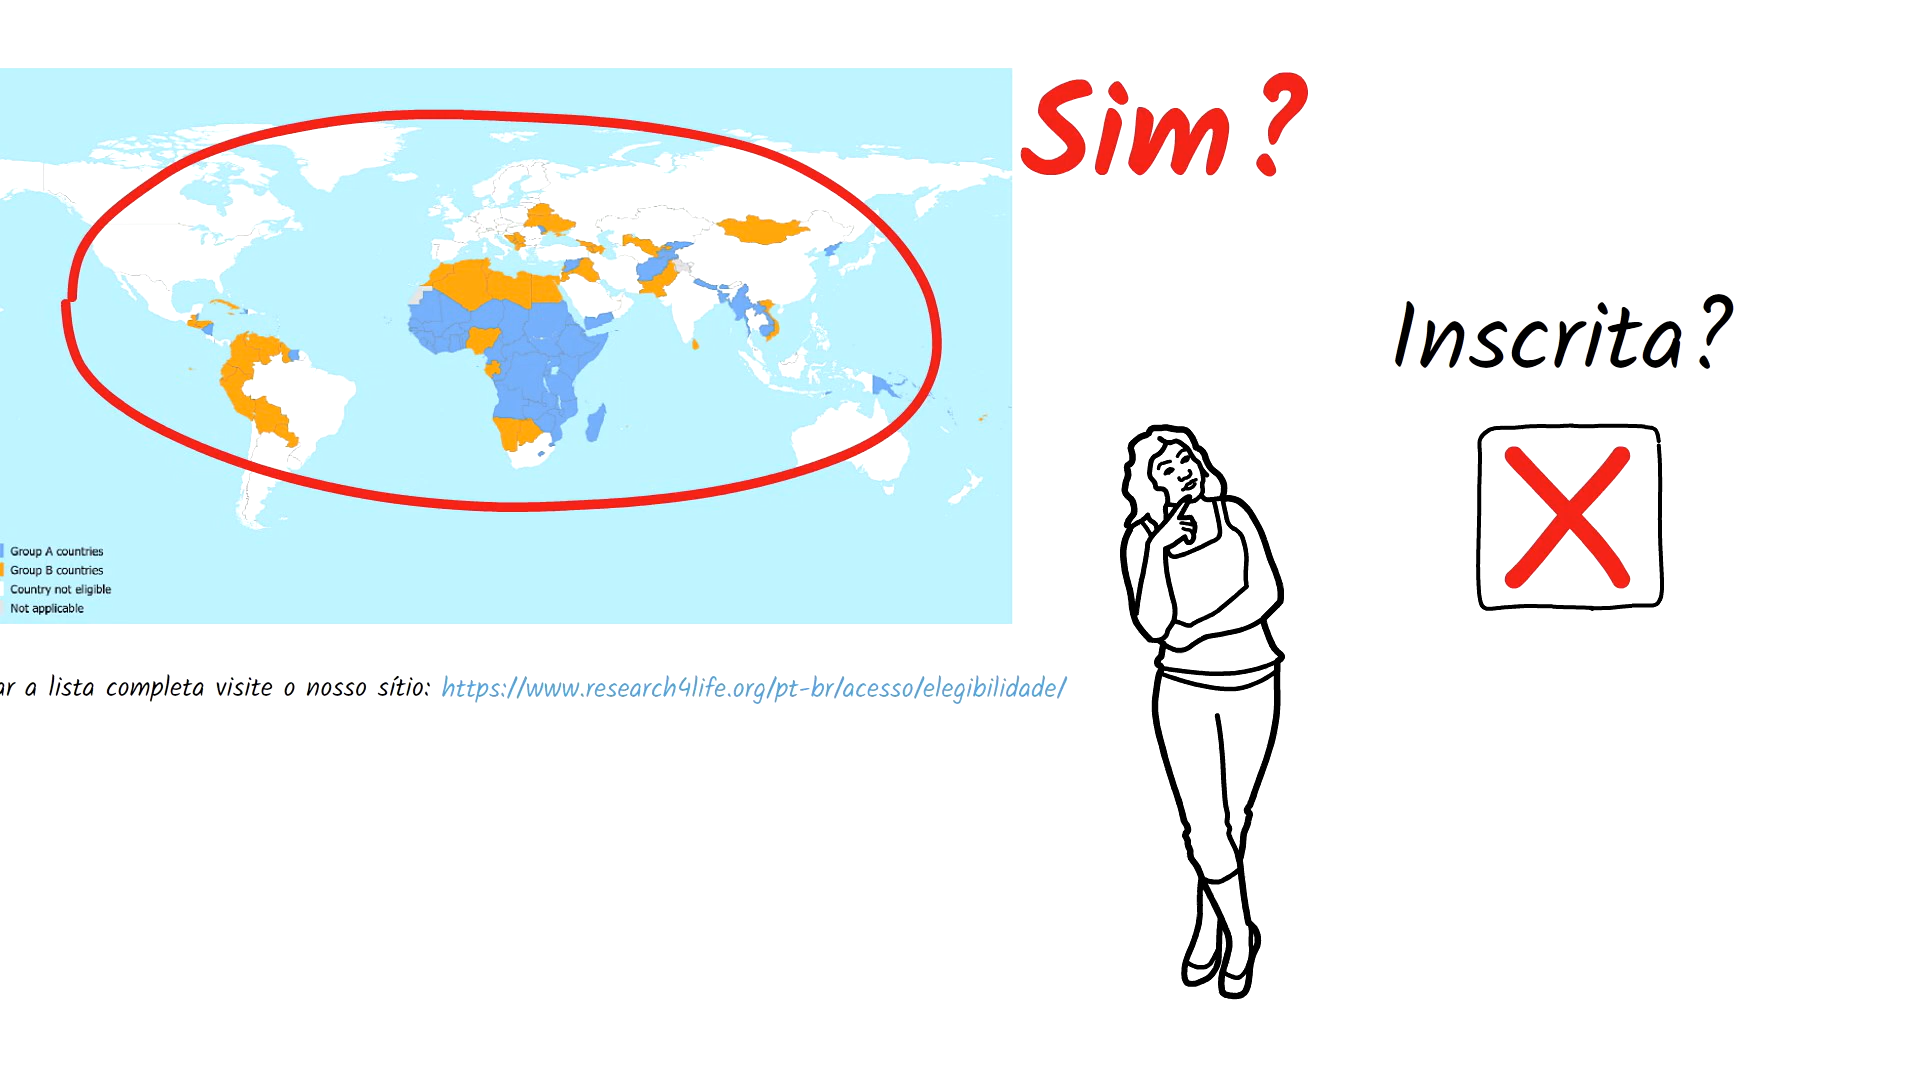 Sim?
Inscrita?
Group A countries
Group B countries
Country not eligible
Not applicable
a lista completa visite o nosso sítio: https://www.research4life.org/pt-br/acesso/elegibilidade/